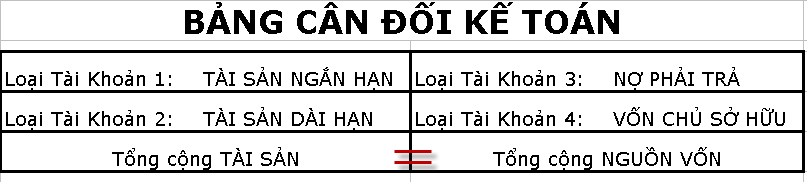 BẢNG CÂN ĐỐI KẾ TOÁN
Loại Tài Khoản 1: TÀI SẢN NGẮN HẠN Loại Tài Khoản 3: NỢ PHẢI TRẢ
Loại Tài Khoản 2: TÀI SẢN DÀI HẠN Loại Tài Khoản 4: VỐN CHỦ SỞ HỮU
Tổng cộng TÀI SẢN = Tổng cộng NGUỒN VỐN